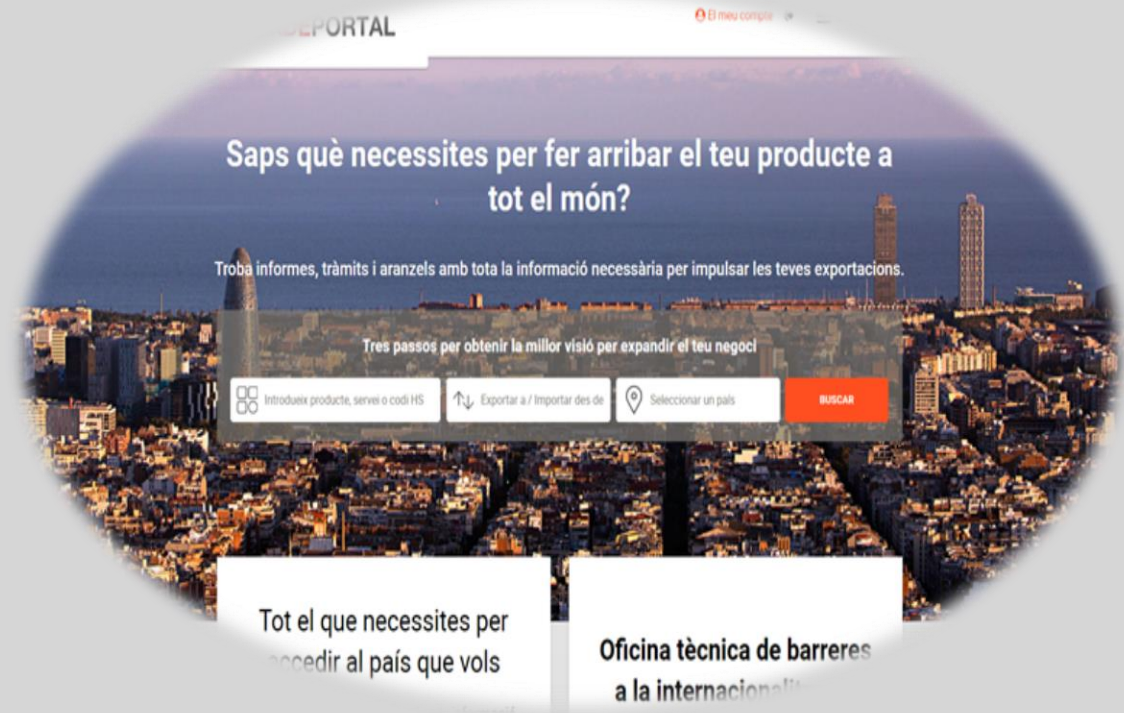 PORTAL
El meu compte
Saps què necessites per fer arribar el teu producte a
tot el món?
Troba informes, tràmits i aranzels amb tota la informació necessària per impulsar les teves exportacions.
Tres passos per obtenir la millor visió per expandir el teu negoci
Introdueix producte, servei o codi HS
Exportar a / Importar des de
Seleccionar un país
BUSCAR
Tot el que necessites per
accedir al país que vols
Oficina tècnica de barreres
a la